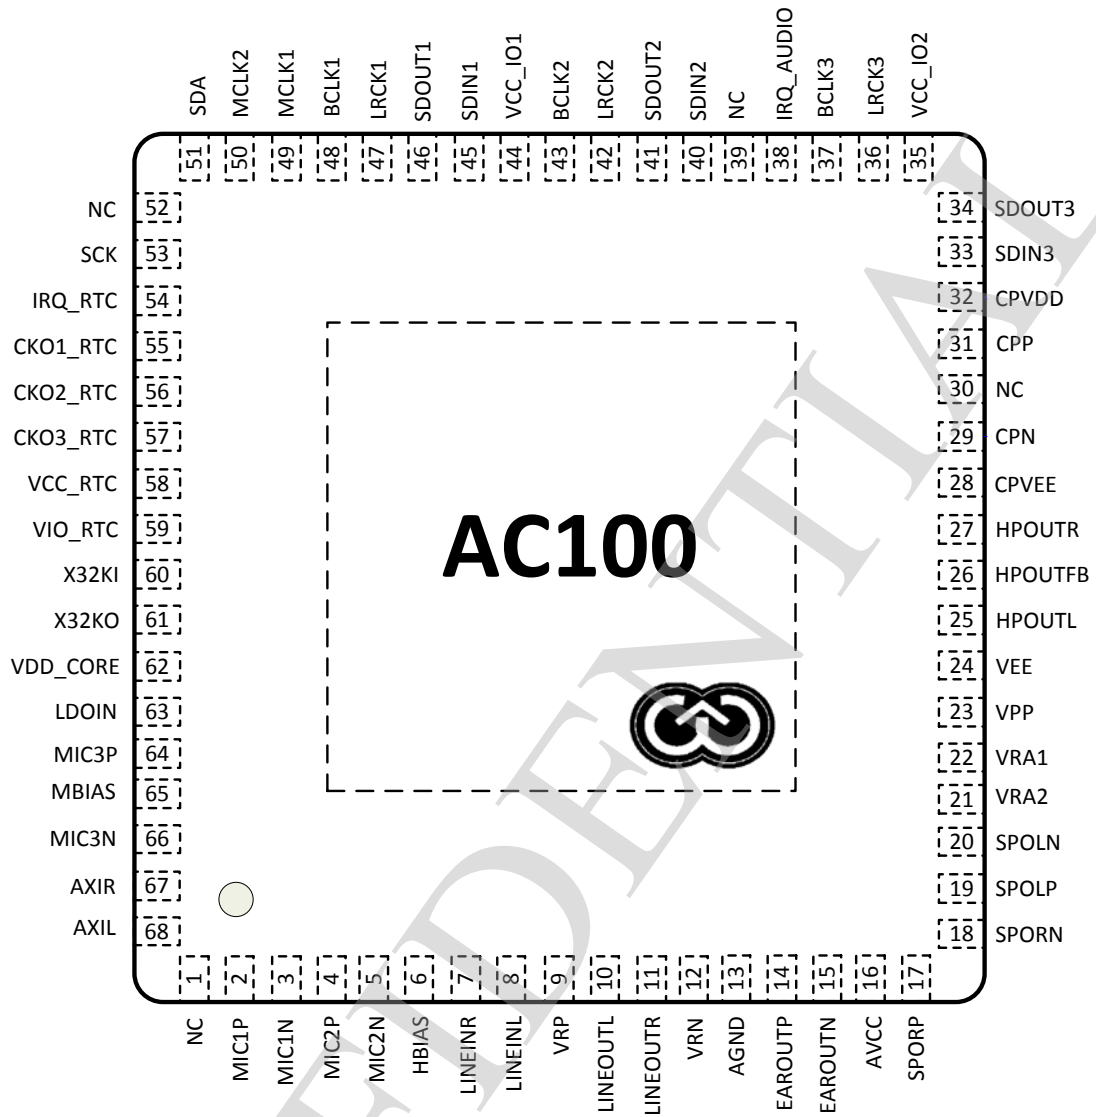 SDA
MCLK2
MCLK1
BCLK1
LRCK1
SDOUT1
SDIN1
VCC_IO1
BCLK2
LRCK2
SDOUT2
SDIN2
NC
IRQ_AUDIO
BCLK3
LRCK3
VCC_IO2
51
50
49
48
47
46
45
44
43
42
41
40
39
38
37
36
35
NC 52
SCK 53
IRQ_RTC 54
CKO1_RTC 55
CKO2_RTC 56
CKO3_RTC 57
VCC_RTC 58
VIO_RTC 59
X32KI 60
X32KO 61
VDD_CORE 62
LDOIN 63
MIC3P 64
MBIAS 65
MIC3N 66
AXIR 67
AXIL 68
AC100
34 SDOUT3
33 SDIN3
32 CPVDD
31 CPP
30 NC
29 CPN
28 CPVEE
27 HPOUTR
26 HPOUTFB
25 HPOUTL
24 VEE
23 VPP
22 VRA1
21 VRA2
20 SPOLN
19 SPOLP
18 SPORN
1
2
3
4
5
6
7
8
9
10
11
12
13
14
15
16
17
NC
MIC1P
MIC1N
MIC2P
MIC2N
HBIAS
LINEINR
LINEINL
VRP
LINEOUTL
LINEOUTR
VRN
AGND
EAROUTP
EAROUTN
AVCC
SPORP
FIDENTIAL